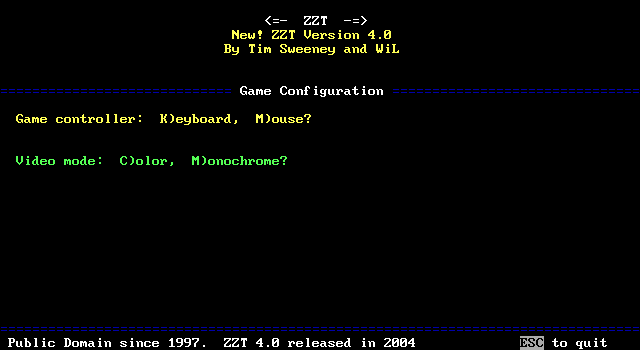 <=-  ZZT  -=>
New! ZZT Version 4.0
By Tim Sweeney and WiL
Game Configuration
Game controller:  K)eyboard,  M)ouse?
Video mode:  C)olor,  M)onochrome?
Public Domain since 1997.  ZZT 4.0 released in 2004  ESC to quit